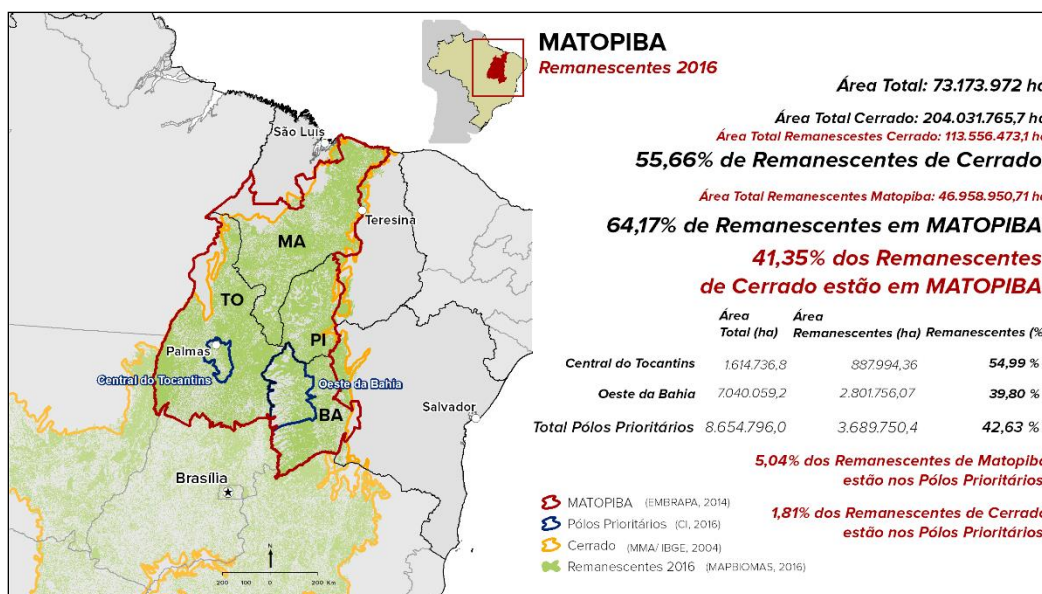 MATOPIBA
Remanescentes 2016
Área Total: 73.173.972 ha
Área Total Cerrado: 204.031.765,7 ha
Área Total Remanescestes Cerrado: 113.556.473,1 ha
55,66% de Remanescentes de Cerrado
Área Total Remanescentes Matopiba: 46.958.950,71 ha
64,17% de Remanescentes em MATOPIBA
41,35% dos Remanescentes
de Cerrado estão em MATOPIBA
Área Total (ha) Área Remanescentes (ha) Remanescentes (%
Central do Tocantins 1.614.736,8 887.994,36 54,99 %
Oeste da Bahia 7.040.059,2 2.801.756,07 39,80 %
Total Pólos Prioritários 8.654.796,0 3.689.750,4 42,63 %
5,04% dos Remanescentes de Matopiba
estão nos Pólos Prioritários
1,81% dos Remanescentes de Cerrado
estão nos Pólos Prioritários
São Luís
Teresina
MA
TO
PI
Palmas
Central do Tocantins
Oeste da Bahia
BA
Salvador
Brasília
N
200 100 0 200 Km
MATOPIBA (EMBRAPA, 2014)
Pólos Prioritários (CI, 2016)
Cerrado (MMA/ IBGE, 2004)
Remanescentes 2016 (MAPBIOMAS, 2016)